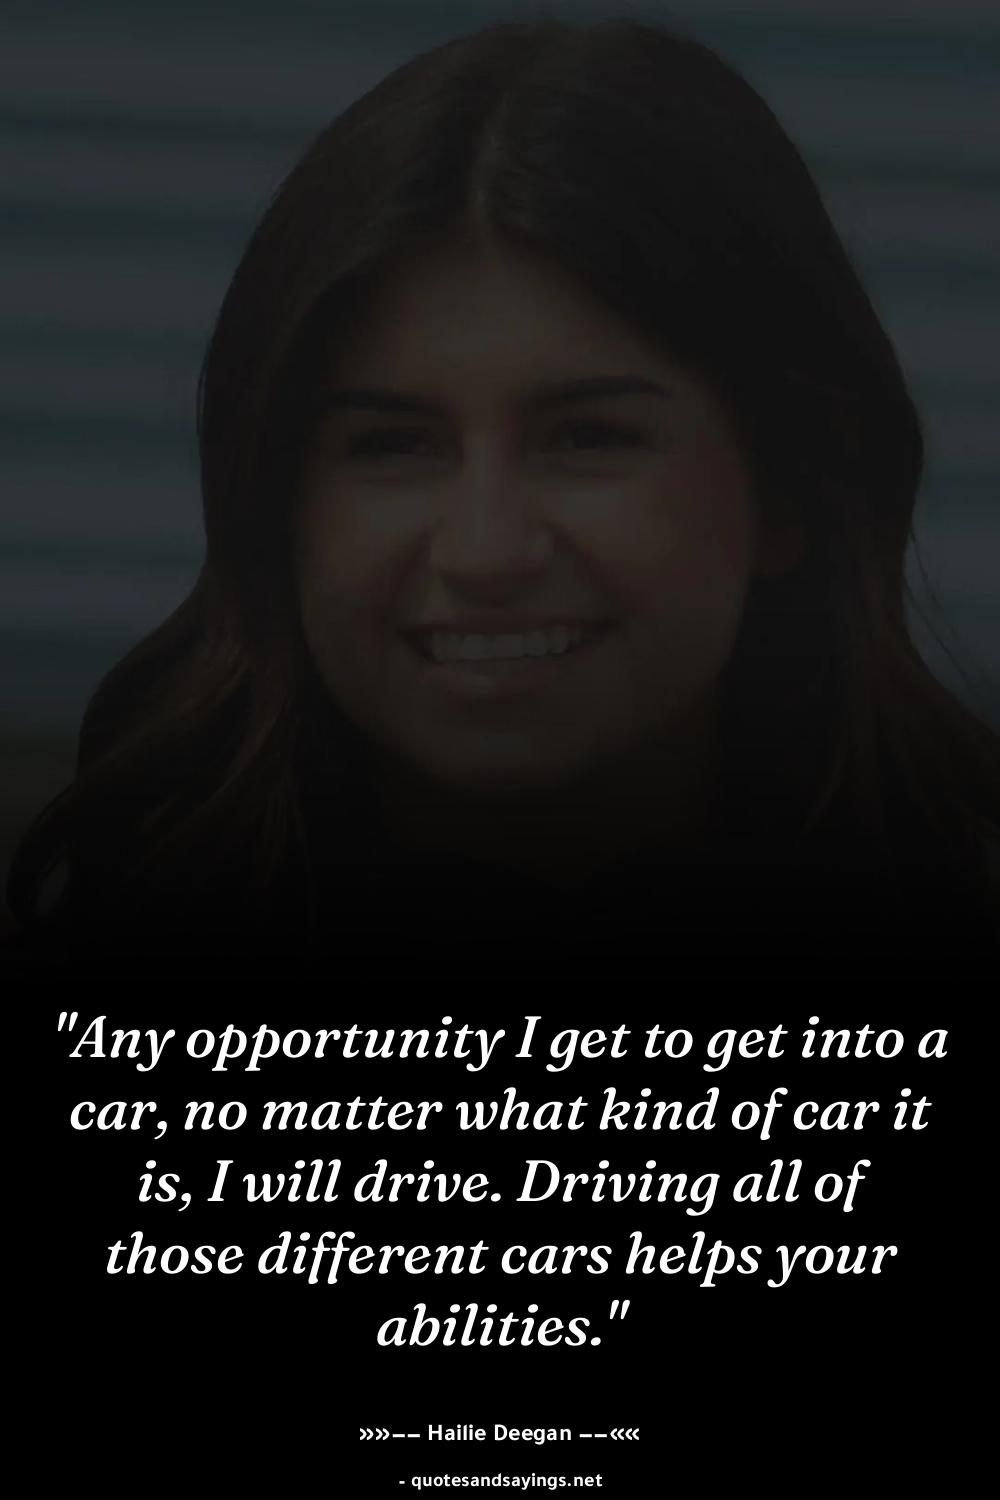 "Any opportunity I get to get into a
car, no matter what kind of car it
is, I will drive. Driving all of
those different cars helps your
abilities."
»»–– Hailie Deegan ––««
- quotesandsayings.net